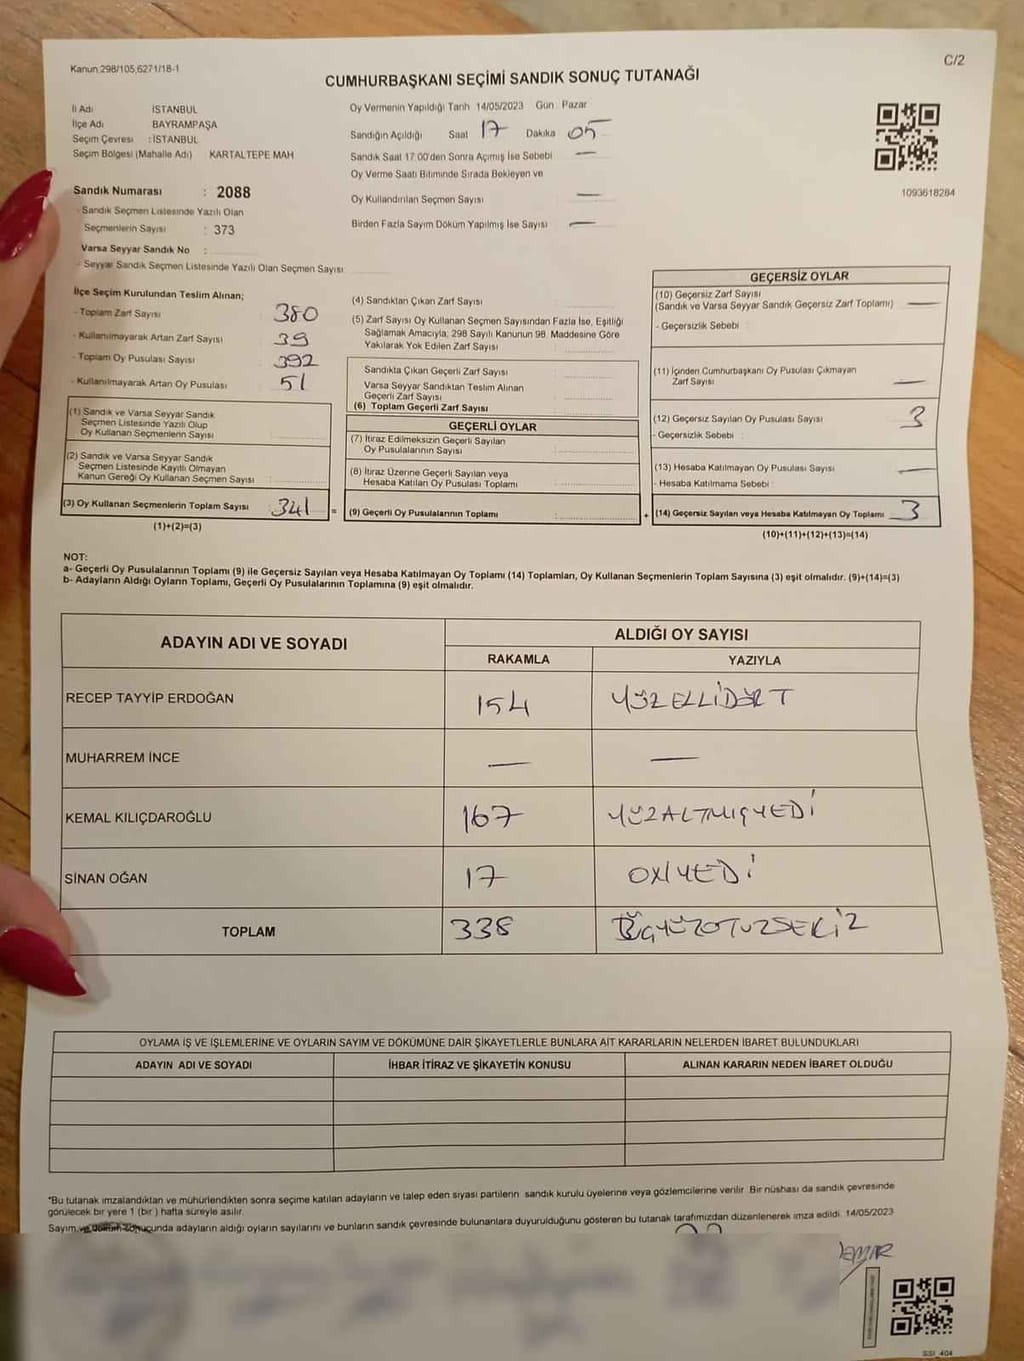 Kanun:298/105,6271/18-1
C/2
CUMHURBAŞKANI SEÇİMİ SANDIK SONUÇ TUTANAĞI
İl Adı İSTANBUL
İlçe Adı BAYRAMPAŞA
Seçim Çevresi : İSTANBUL
Seçim Bölgesi (Mahalle Adı) KARTALTEPE MAH
Sandık Numarası : 2088
- Sandık Seçmen Listesinde Yazılı Olan
Seçmenlerin Sayısı : 373
Varsa Seyyar Sandık No :
- Seyyar Sandık Seçmen Listesinde Yazılı Olan Seçmen Sayısı:
Oy Vermenin Yapıldığı Tarih 14/05/2023 Gün : Pazar
Sandığın Açıldığı Saat 17 Dakika 05
Sandık Saat 17:00'den Sonra Açımış İse Sebebi —
Oy Verme Saati Bitiminde Sırada Bekleyen ve
Oy Kullandırılan Seçmen Sayısı —
Birden Fazla Sayım Döküm Yapılmış İse Sayısı —
1093618284
İlçe Seçim Kurulundan Teslim Alınan;
- Toplam Zarf Sayısı 380
- Kullanılmayarak Artan Zarf Sayısı 39
- Toplam Oy Pusulası Sayısı 392
- Kullanılmayarak Artan Oy Pusulası 51
(1) Sandık ve Varsa Seyyar Sandık
Seçmen Listesinde Yazılı Olup
Oy Kullanan Seçmenlerin Sayısı
(2) Sandık ve Varsa Seyyar Sandık
Seçmen Listesinde Kayıtlı Olmayan
Kanun Gereği Oy Kullanan Seçmen Sayısı
(3) Oy Kullanan Seçmenlerin Toplam Sayısı 341
(1)+(2)=(3)
=
(4) Sandıktan Çıkan Zarf Sayısı
(5) Zarf Sayısı Oy Kullanan Seçmen Sayısından Fazla İse, Eşitliği
Sağlamak Amacıyla, 298 Sayılı Kanunun 98. Maddesine Göre
Yakılarak Yok Edilen Zarf Sayısı
Sandıkta Çıkan Geçerli Zarf Sayısı
Varsa Seyyar Sandıktan Teslim Alınan
Geçerli Zarf Sayısı
(6) Toplam Geçerli Zarf Sayısı
GEÇERLİ OYLAR
(7) İtiraz Edilmeksizin Geçerli Sayılan
Oy Pusulalarının Sayısı
(8) İtiraz Üzerine Geçerli Sayılan veya
Hesaba Katılan Oy Pusulası Toplamı
(9) Geçerli Oy Pusulalarının Toplamı
+
GEÇERSİZ OYLAR
(10) Geçersiz Zarf Sayısı
(Sandık ve Varsa Seyyar Sandık Geçersiz Zarf Toplamı) —
- Geçersizlik Sebebi :
(11) İçinden Cumhurbaşkanı Oy Pusulası Çıkmayan
Zarf Sayısı —
(12) Geçersiz Sayılan Oy Pusulası Sayısı 3
- Geçersizlik Sebebi :
(13) Hesaba Katılmayan Oy Pusulası Sayısı —
- Hesaba Katılmama Sebebi :
(14) Geçersiz Sayılan veya Hesaba Katılmayan Oy Toplamı 3
(10)+(11)+(12)+(13)=(14)
NOT:
a- Geçerli Oy Pusulalarının Toplamı (9) ile Geçersiz Sayılan veya Hesaba Katılmayan Oy Toplamı (14) Toplamları, Oy Kullanan Seçmenlerin Toplam Sayısına (3) eşit olmalıdır. (9)+(14)=(3)
b- Adayların Aldığı Oyların Toplamı, Geçerli Oy Pusulalarının Toplamına (9) eşit olmalıdır.
ADAYIN ADI VE SOYADI ALDIĞI OY SAYISI
RAKAMLA YAZIYLA
RECEP TAYYİP ERDOĞAN 154 YÜZELLİDÖRT
MUHARREM İNCE — —
KEMAL KILIÇDAROĞLU 167 YÜZALTMIŞYEDİ
SİNAN OĞAN 17 ONYEDİ
TOPLAM 338 ÜÇYÜZOTUZSEKİZ
OYLAMA İŞ VE İŞLEMLERİNE VE OYLARIN SAYIM VE DÖKÜMÜNE DAİR ŞİKAYETLERLE BUNLARA AİT KARARLARIN NELERDEN İBARET BULUNDUKLARI
ADAYIN ADI VE SOYADI İHBAR İTİRAZ VE ŞİKAYETİN KONUSU ALINAN KARARIN NEDEN İBARET OLDUĞU
*Bu tutanak imzalandıktan ve mühürlendikten sonra seçime katılan adayların ve talep eden siyasi partilerin sandık kurulu üyelerine veya gözlemcilerine verilir. Bir nüshası da sandık çevresinde
görülecek bir yere 1 (bir) hafta süreyle asılır.
Sayım ve döküm sonucunda adayların aldığı oyların sayılarını ve bunların sandık çevresinde bulunanlara duyurulduğunu gösteren bu tutanak tarafımızdan düzenlenerek imza edildi. 14/05/2023
SSI_404